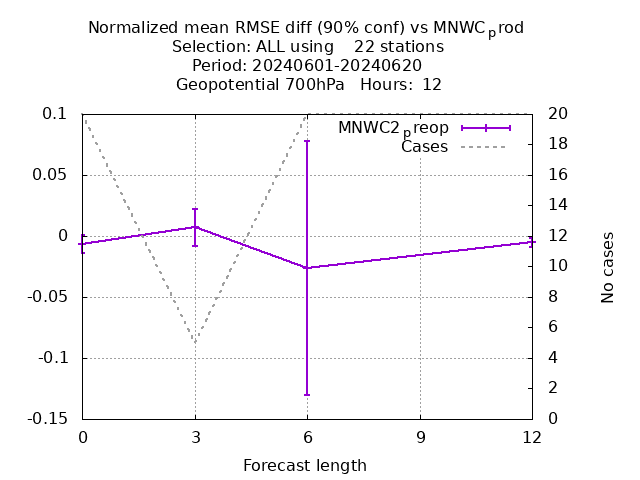 Normalized mean RMSE diff (90% conf) vs MNWCprod
Selection: ALL using    22 stations
Period: 20240601-20240620
Geopotential 700hPa   Hours:  12
0.1
0.05
0
-0.05
-0.1
-0.15
20
18
16
14
12
10
8
6
4
2
0
MNWC2preop
Cases
No cases
0
3
6
9
12
Forecast length